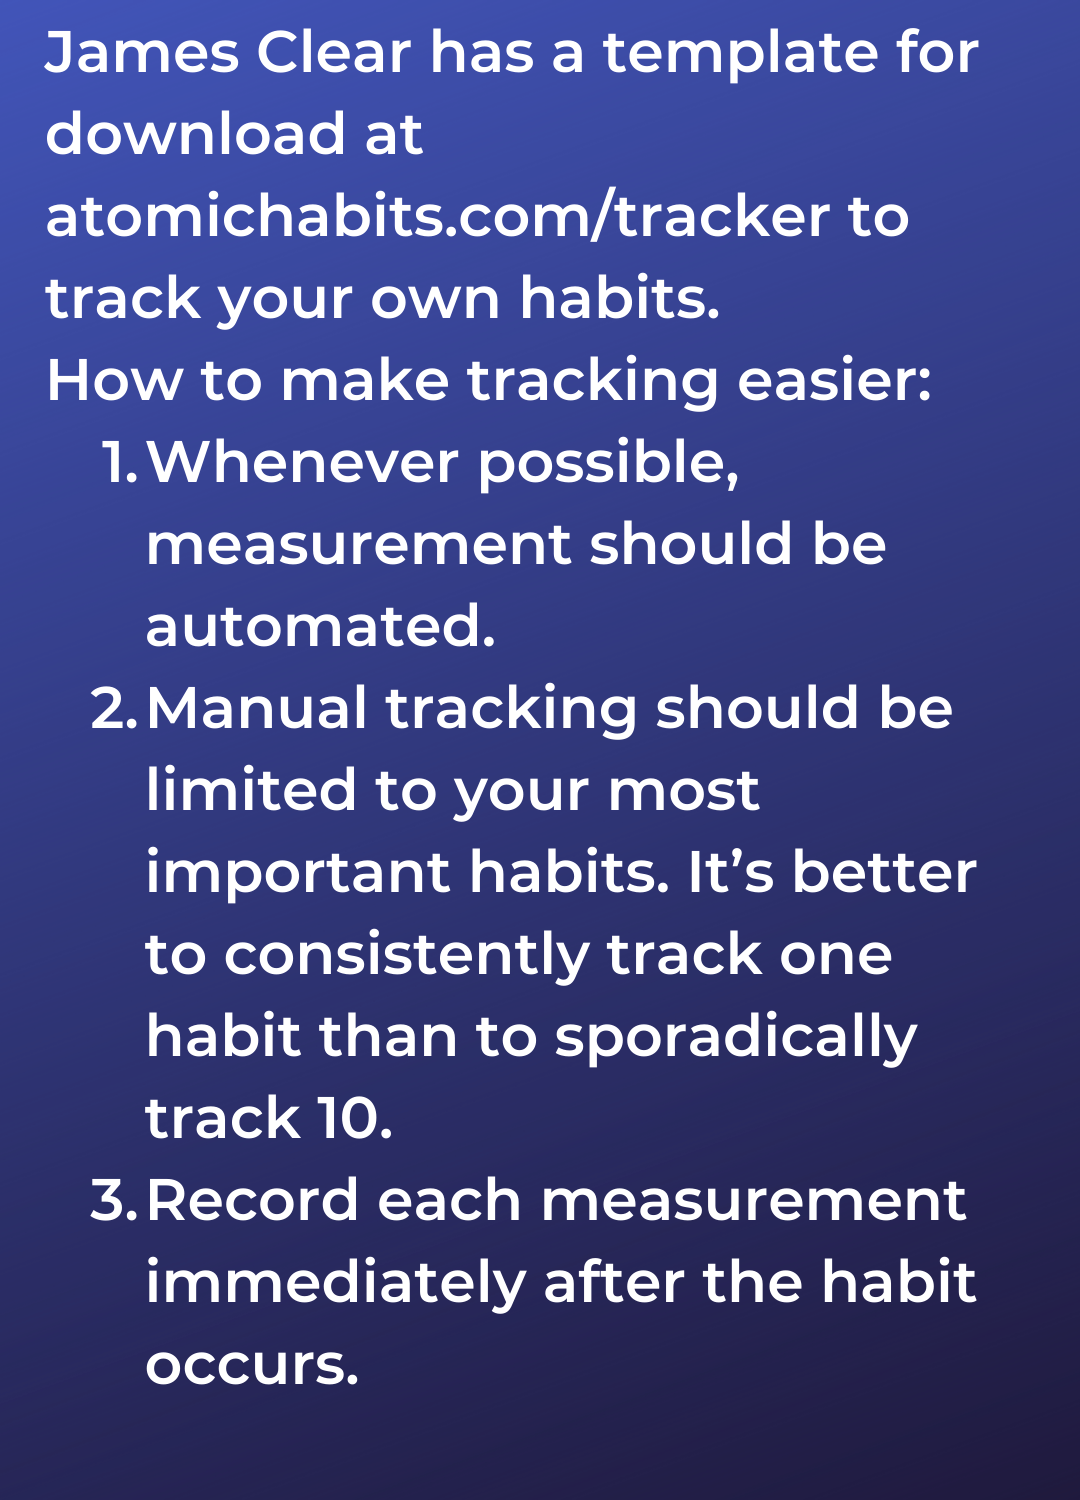 James Clear has a template for
download at
atomichabits.com/tracker to
track your own habits.
How to make tracking easier:
1. Whenever possible,
measurement should be
automated.
2. Manual tracking should be
limited to your most
important habits. It’s better
to consistently track one
habit than to sporadically
track 10.
3. Record each measurement
immediately after the habit
occurs.